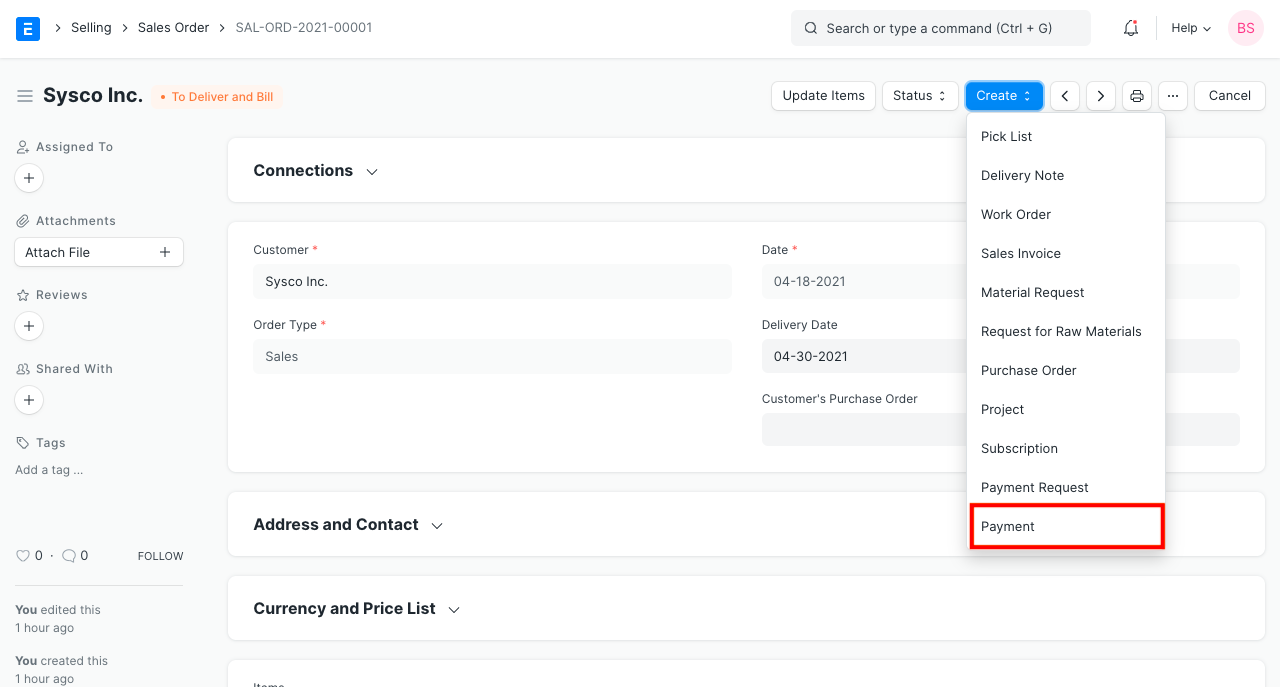 E
Selling
Sales Order
SAL-ORD-2021-00001
Search or type a command (Ctrl + G)
Help
BS
Sysco Inc.
• To Deliver and Bill
Update Items
Status
Create
...
Cancel
Assigned To
Attachments
Attach File
Reviews
Shared With
Tags
Add a tag ...
0 · 0
FOLLOW
You edited this
1 hour ago
You created this
1 hour ago
Connections
Customer *
Sysco Inc.
Order Type *
Sales
Date *
04-18-2021
Delivery Date
04-30-2021
Customer's Purchase Order
Pick List
Delivery Note
Work Order
Sales Invoice
Material Request
Request for Raw Materials
Purchase Order
Project
Subscription
Payment Request
Payment
Address and Contact
Currency and Price List
Items